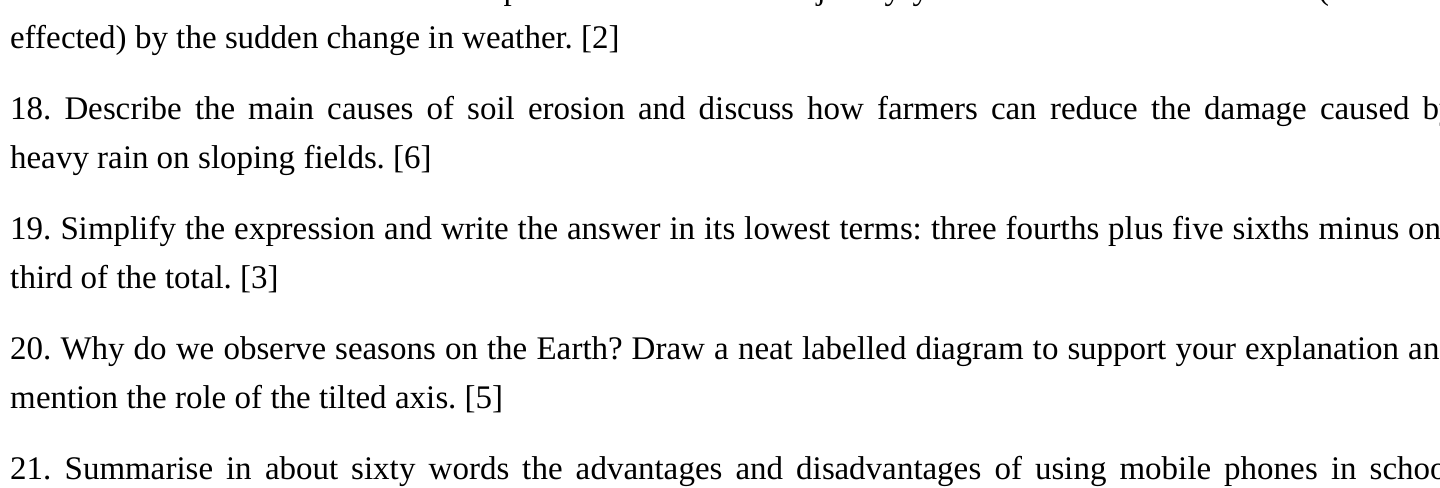 effected) by the sudden change in weather. [2]
18. Describe the main causes of soil erosion and discuss how farmers can reduce the damage caused
heavy rain on sloping fields. [6]
19. Simplify the expression and write the answer in its lowest terms: three fourths plus five sixths minus
third of the total. [3]
20. Why do we observe seasons on the Earth? Draw a neat labelled diagram to support your explanation
mention the role of the tilted axis. [5]
21. Summarise in about sixty words the advantages and disadvantages of using mobile phones in